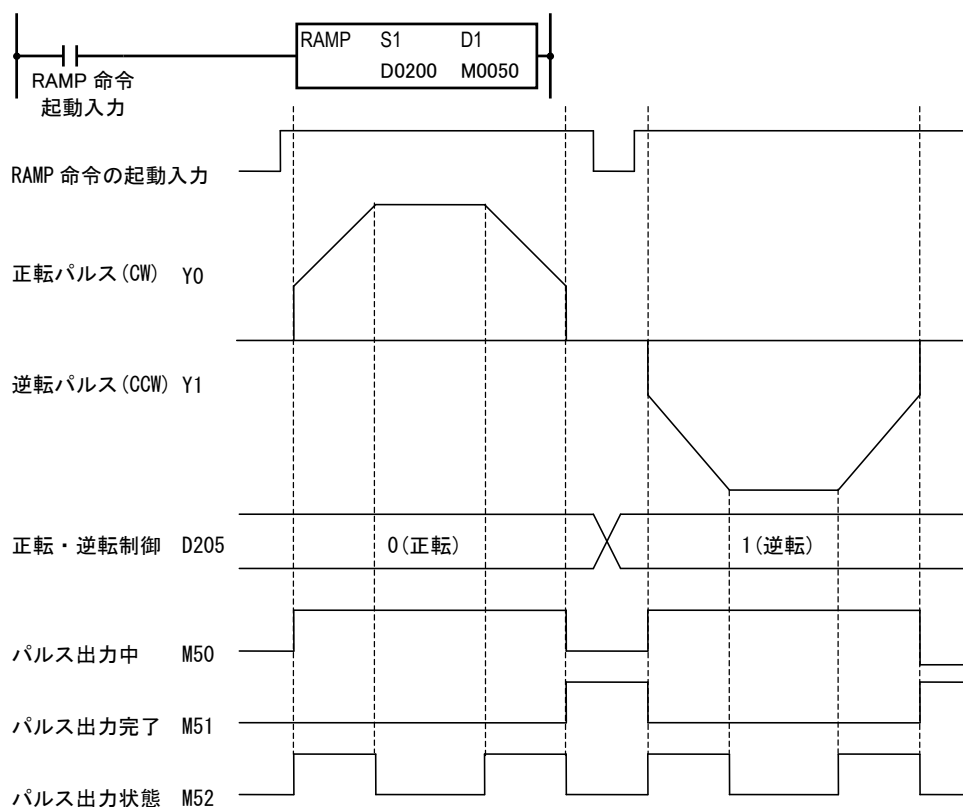 RAMP S1 D1
D0200 M0050
RAMP 命令
起動入力
RAMP 命令の起動入力
正転パルス(CW) Y0
逆転パルス(CCW) Y1
正転・逆転制御 D205 0(正転) 1(逆転)
パルス出力中 M50
パルス出力完了 M51
パルス出力状態 M52